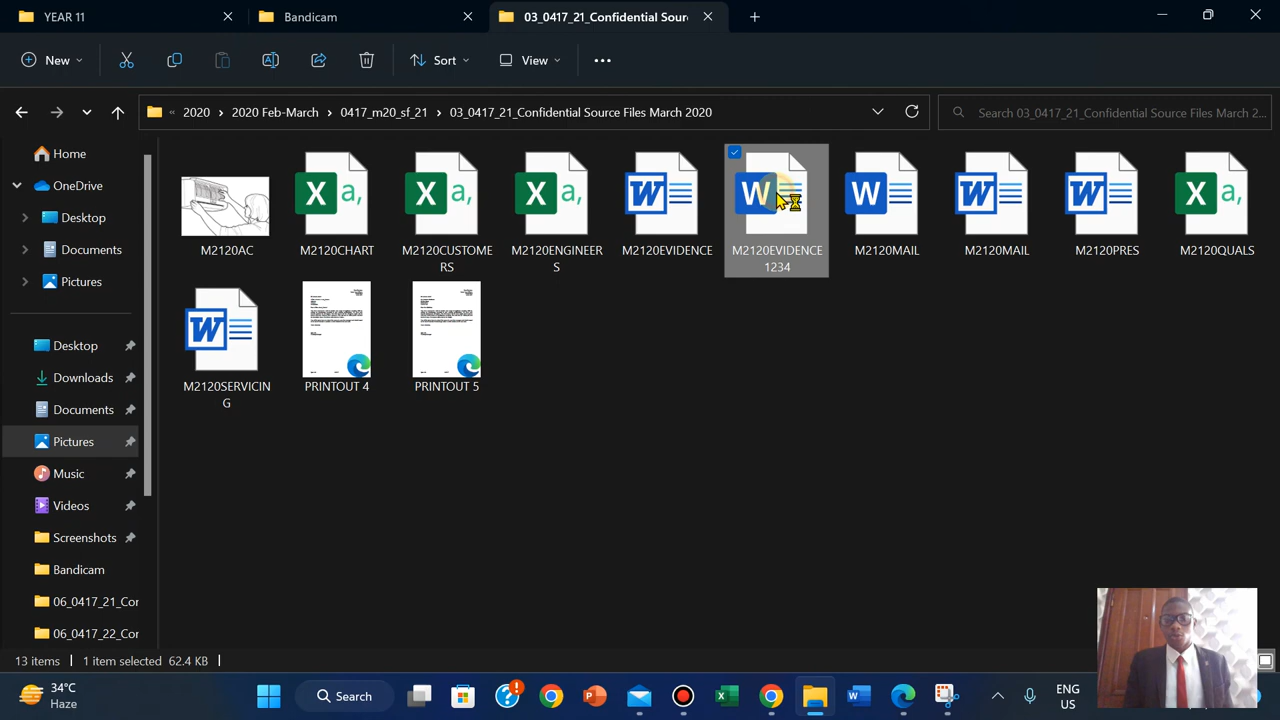 YEAR 11
Bandicam
03_0417_21_Confidential Sour
New
Sort
View
« 2020 > 2020 Feb-March > 0417_m20_sf_21 > 03_0417_21_Confidential Source Files March 2020
Search 03_0417_21_Confidential Source Files March 2...
Home
OneDrive
Desktop
Documents
Pictures
Desktop
Downloads
Documents
Pictures
Music
Videos
Screenshots
Bandicam
06_0417_21_Cor
06_0417_22_Cor
M2120AC
M2120CHART
M2120CUSTOME
RS
M2120ENGINEER
S
M2120EVIDENCE
M2120EVIDENCE
1234
M2120MAIL
M2120MAIL
M2120PRES
M2120QUALS
M2120SERVICIN
G
PRINTOUT 4
PRINTOUT 5
13 items
1 item selected 62.4 KB
34°C
Haze
Search
ENG
US